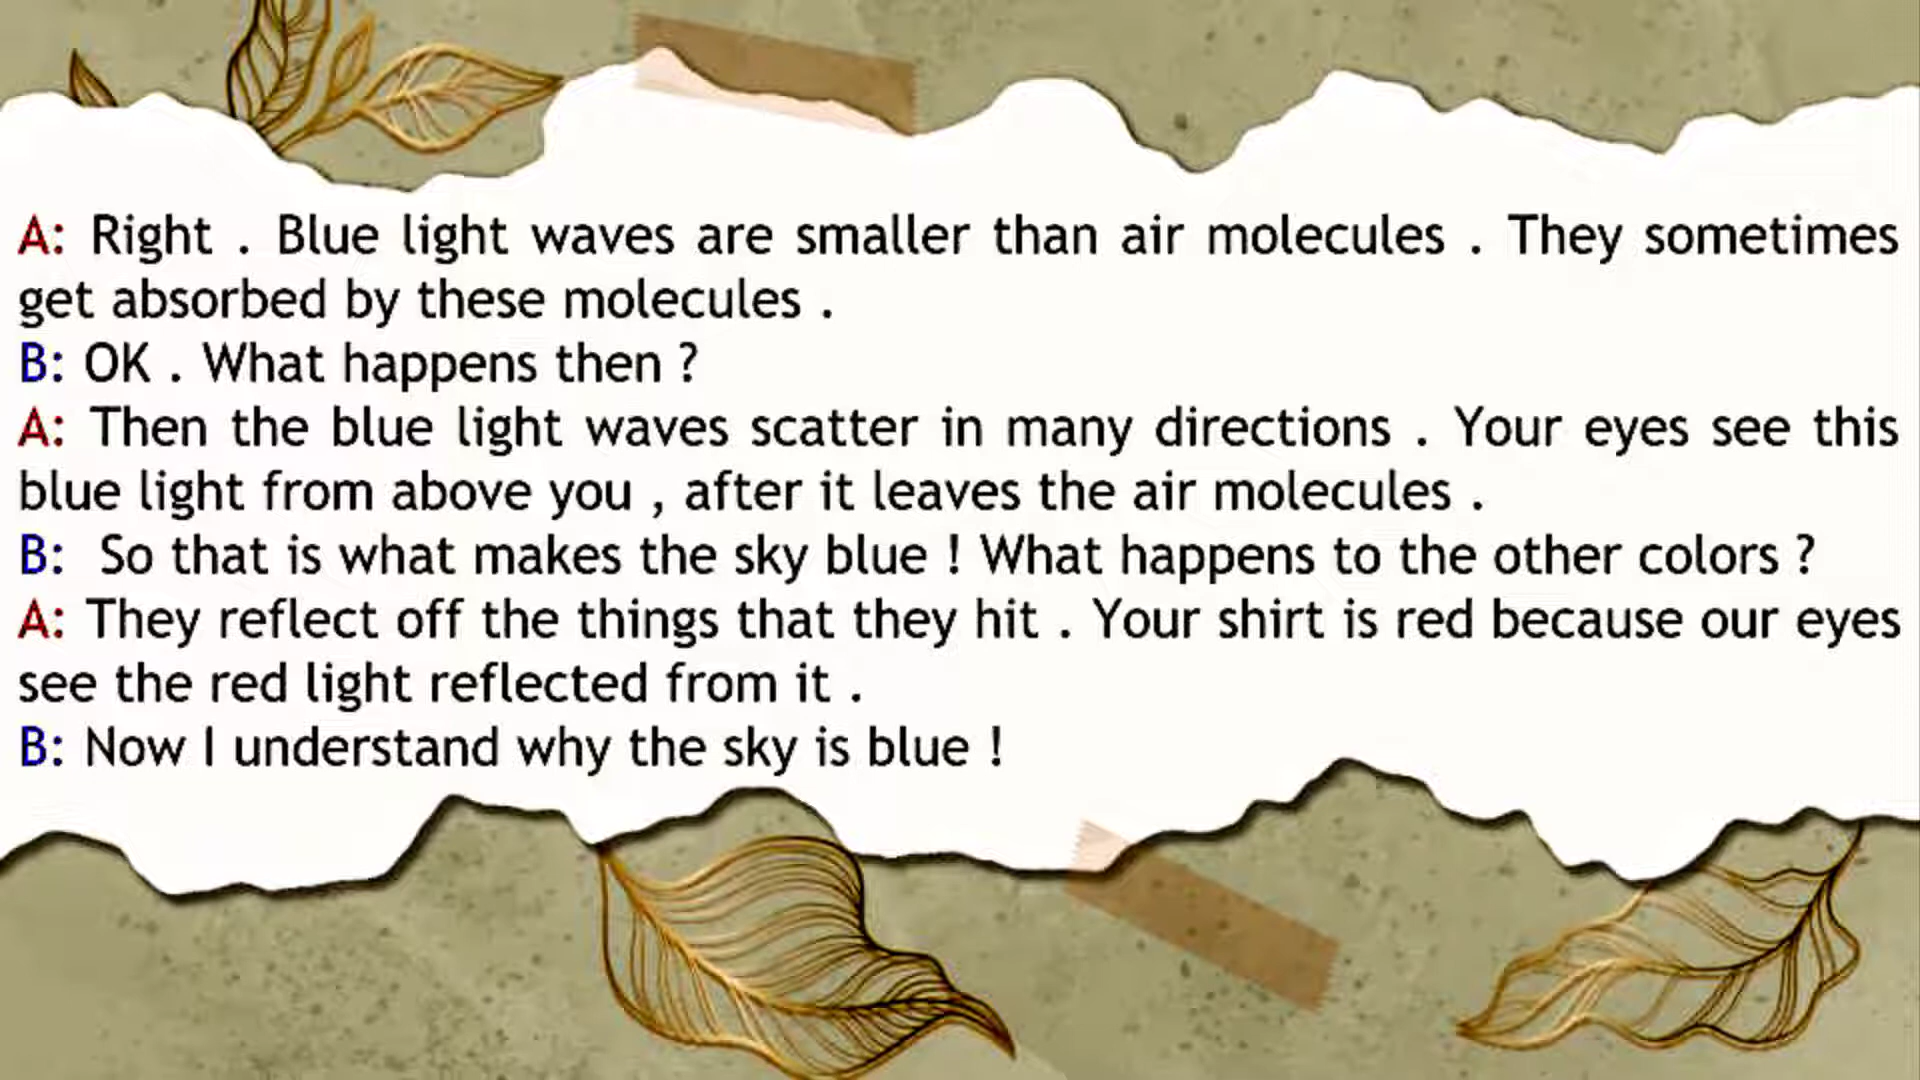 A: Right . Blue light waves are smaller than air molecules . They sometimes
get absorbed by these molecules .
B: OK . What happens then ?
A: Then the blue light waves scatter in many directions . Your eyes see this
blue light from above you , after it leaves the air molecules .
B: So that is what makes the sky blue ! What happens to the other colors ?
A: They reflect off the things that they hit . Your shirt is red because our eyes
see the red light reflected from it .
B: Now I understand why the sky is blue !